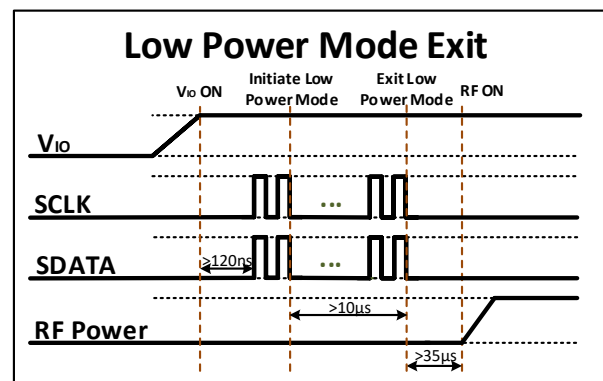 Low Power Mode Exit
VIO ON
Initiate Low
Power Mode
Exit Low
Power Mode
RF ON
VIO
SCLK
...
SDATA
>120ns
...
>10µs
RF Power
>35µs